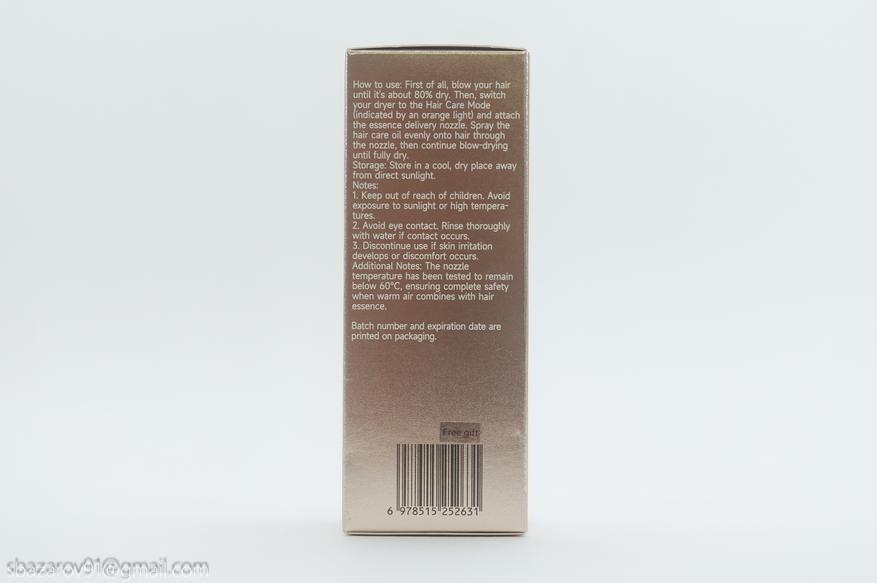 How to use: First of all, blow your hair
until it's about 80% dry. Then, switch
your dryer to the Hair Care Mode
(indicated by an orange light) and attach
the essence delivery nozzle. Spray the
hair care oil evenly onto hair through
the nozzle, then continue blow-drying
until fully dry.
Storage: Store in a cool, dry place away
from direct sunlight.
Notes:
1. Keep out of reach of children. Avoid
exposure to sunlight or high tempera-
tures.
2. Avoid eye contact. Rinse thoroughly
with water if contact occurs.
3. Discontinue use if skin irritation
develops or discomfort occurs.
Additional Notes: The nozzle
temperature has been tested to remain
below 60°C, ensuring complete safety
when warm air combines with hair
essence.
Batch number and expiration date are
printed on packaging.
Free gift
6 978515 252631
sbazarov91@gmail.com